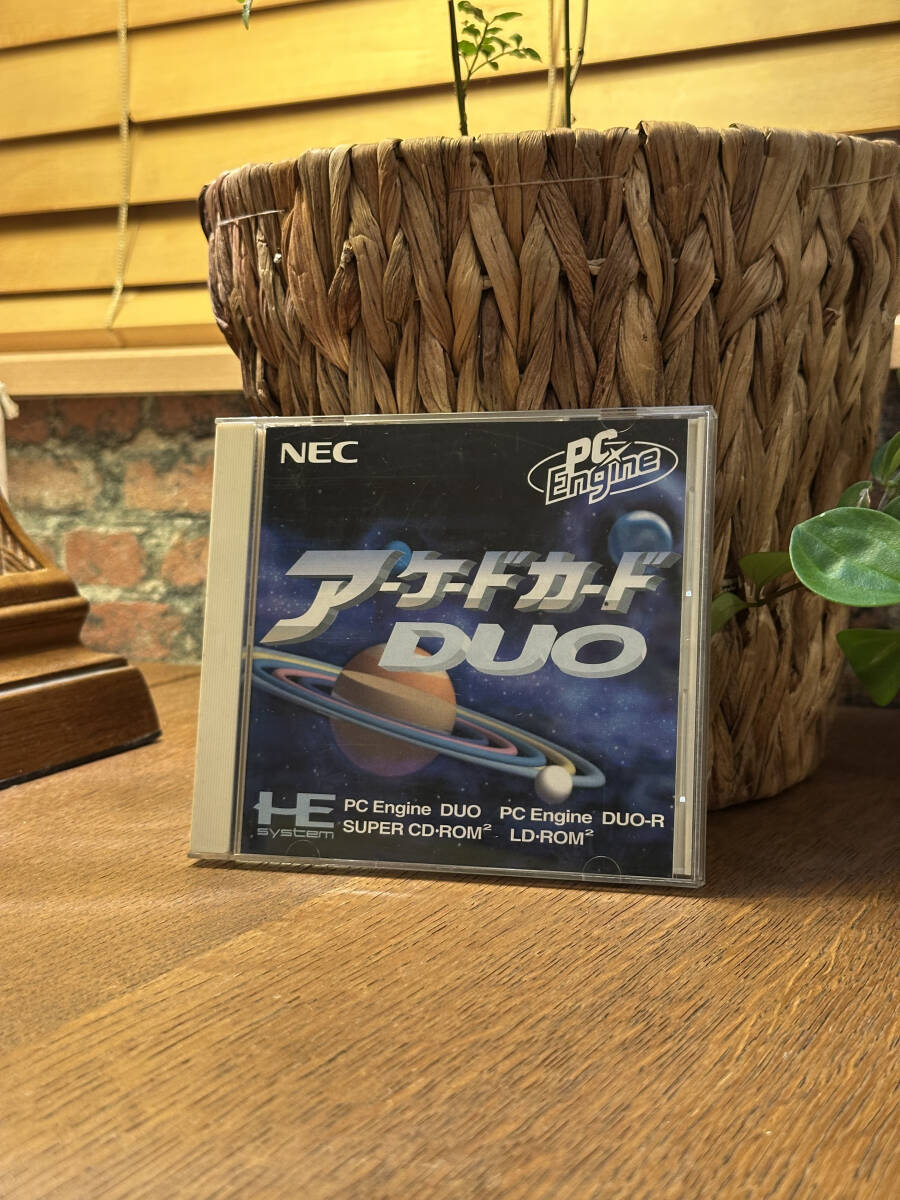 NEC
PC Engine
アーケードカード
DUO
HE system
PC Engine DUO PC Engine DUO-R
SUPER CD•ROM² LD•ROM²